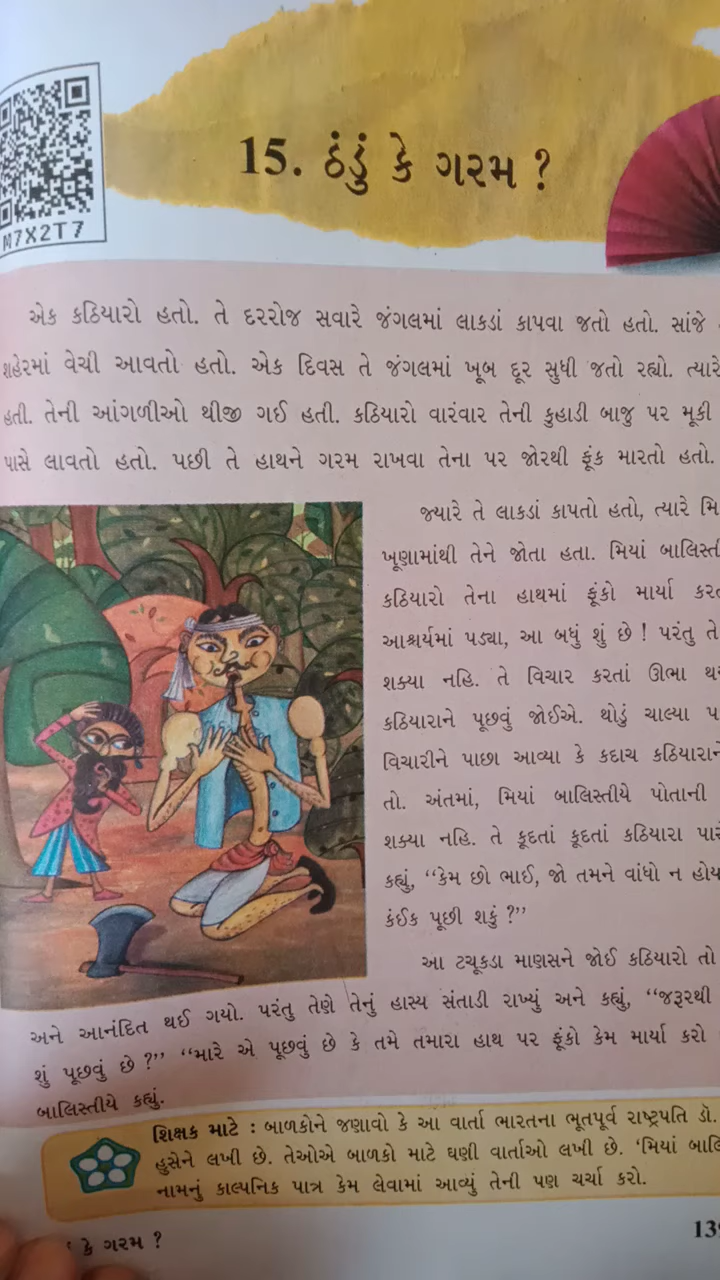 M7X2T7
15. ઠંડું કે ગરમ ?
એક કઠિયારો હતો. તે દરરોજ સવારે જંગલમાં લાકડાં કાપવા જતો હતો. સાંજે
શહેરમાં વેચી આવતો હતો. એક દિવસ તે જંગલમાં ખૂબ દૂર સુધી જતો રહ્યો. ત્યારે
હતી. તેની આંગળીઓ થીજી ગઈ હતી. કઠિયારો વારંવાર તેની કુહાડી બાજુ પર મૂકી
પાસે લાવતો હતો. પછી તે હાથને ગરમ રાખવા તેના પર જોરથી ફૂંક મારતો હતો.
જ્યારે તે લાકડાં કાપતો હતો, ત્યારે મિ
ખૂણામાંથી તેને જોતા હતા. મિયાં બાલિસ્તી
કઠિયારો તેના હાથમાં ફૂંકો માર્યા કરત
આશ્ચર્યમાં પડ્યા, આ બધું શું છે ! પરંતુ તે
શક્યા નહિ. તે વિચાર કરતાં ઊભા થ
કઠિયારાને પૂછવું જોઈએ. થોડું ચાલ્યા પ
વિચારીને પાછા આવ્યા કે કદાચ કઠિયારાને
તો. અંતમાં, મિયાં બાલિસ્તીયે પોતાની
શક્યા નહિ. તે કૂદતાં કૂદતાં કઠિયારા પાસે
કહ્યું, “કેમ છો ભાઈ, જો તમને વાંધો ન હોય
કંઈક પૂછી શકું ?”
આ ટચૂકડા માણસને જોઈ કઠિયારો તો
અને આનંદિત થઈ ગયો. પરંતુ તેણે તેનું હાસ્ય સંતાડી રાખ્યું અને કહ્યું, “જરૂરથી
શું પૂછવું છે ?” “મારે એ પૂછવું છે કે તમે તમારા હાથ પર ફૂંકો કેમ માર્યા કરો
બાલિસ્તીયે કહ્યું.
શિક્ષક માટે : બાળકોને જણાવો કે આ વાર્તા ભારતના ભૂતપૂર્વ રાષ્ટ્રપતિ ડૉ.
હુસેને લખી છે. તેઓએ બાળકો માટે ઘણી વાર્તાઓ લખી છે. ‘મિયાં બાલિ
નામનું કાલ્પનિક પાત્ર કેમ લેવામાં આવ્યું તેની પણ ચર્ચા કરો.
કે ગરમ ?
139